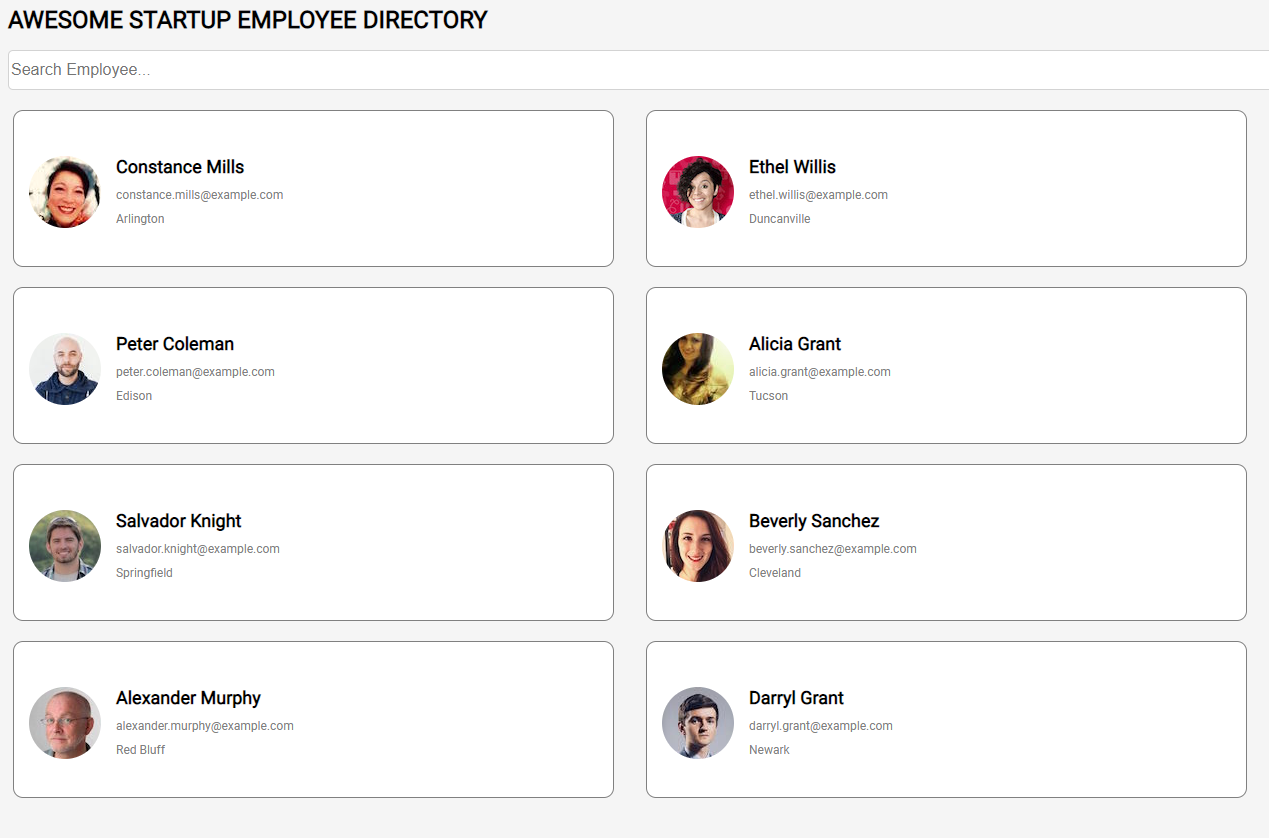 AWESOME STARTUP EMPLOYEE DIRECTORY
Search Employee...
Constance Mills
constance.mills@example.com
Arlington
Ethel Willis
ethel.willis@example.com
Duncanville
Peter Coleman
peter.coleman@example.com
Edison
Alicia Grant
alicia.grant@example.com
Tucson
Salvador Knight
salvador.knight@example.com
Springfield
Beverly Sanchez
beverly.sanchez@example.com
Cleveland
Alexander Murphy
alexander.murphy@example.com
Red Bluff
Darryl Grant
darryl.grant@example.com
Newark